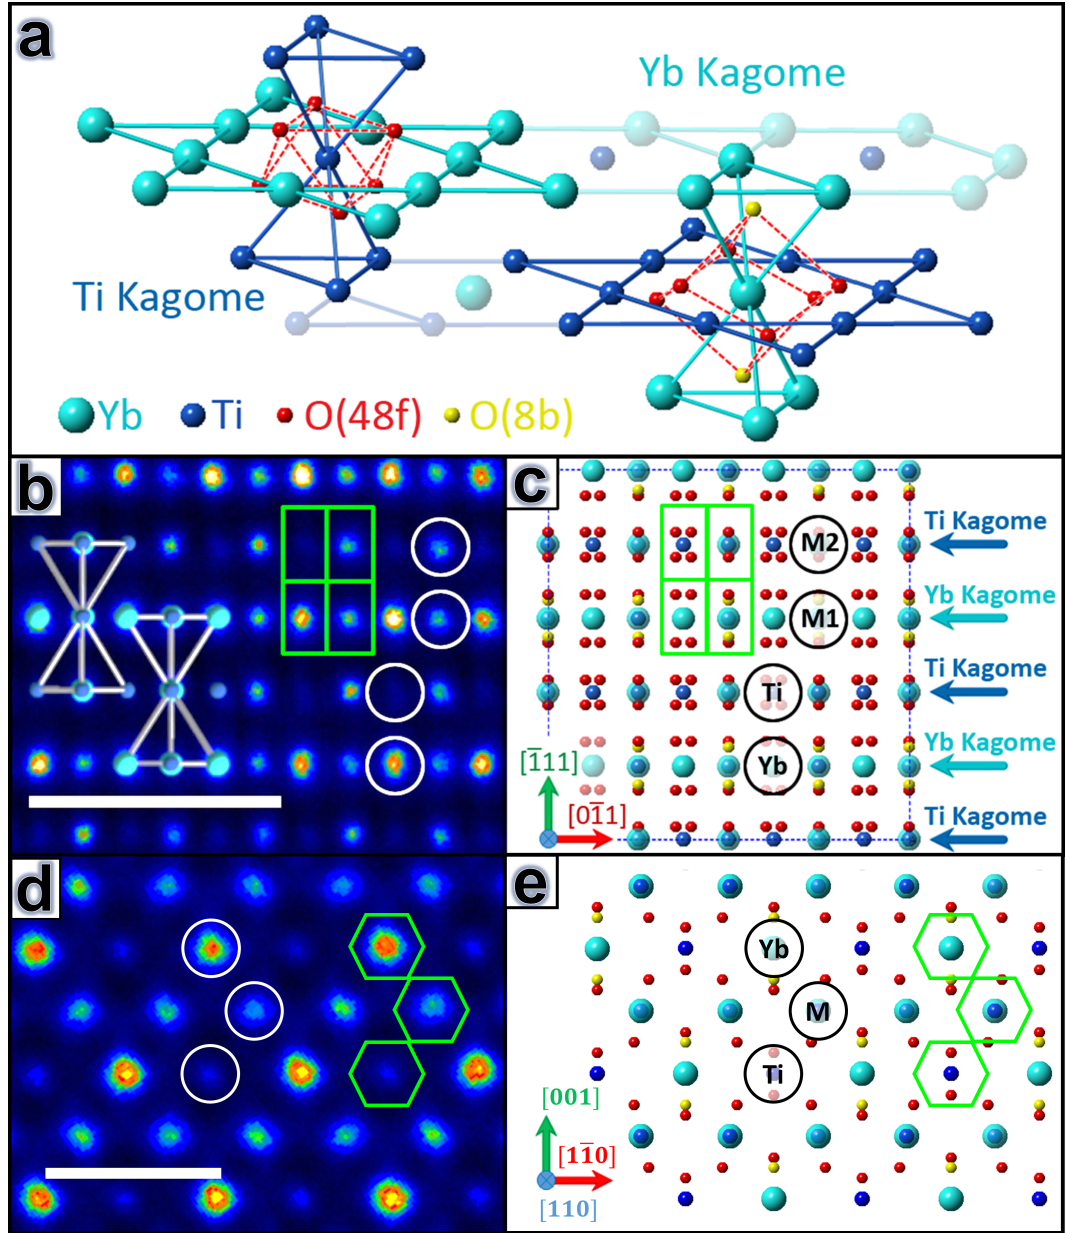 a
Yb Kagome
Ti Kagome
Yb Ti O(48f) O(8b)
b
c
Ti Kagome
M2
Yb Kagome
M1
Ti Kagome
Ti
Yb Kagome
Yb
[1̅11]
[01̅1]
Ti Kagome
d
e
Yb
M
Ti
[001]
[11̅0]
[110]